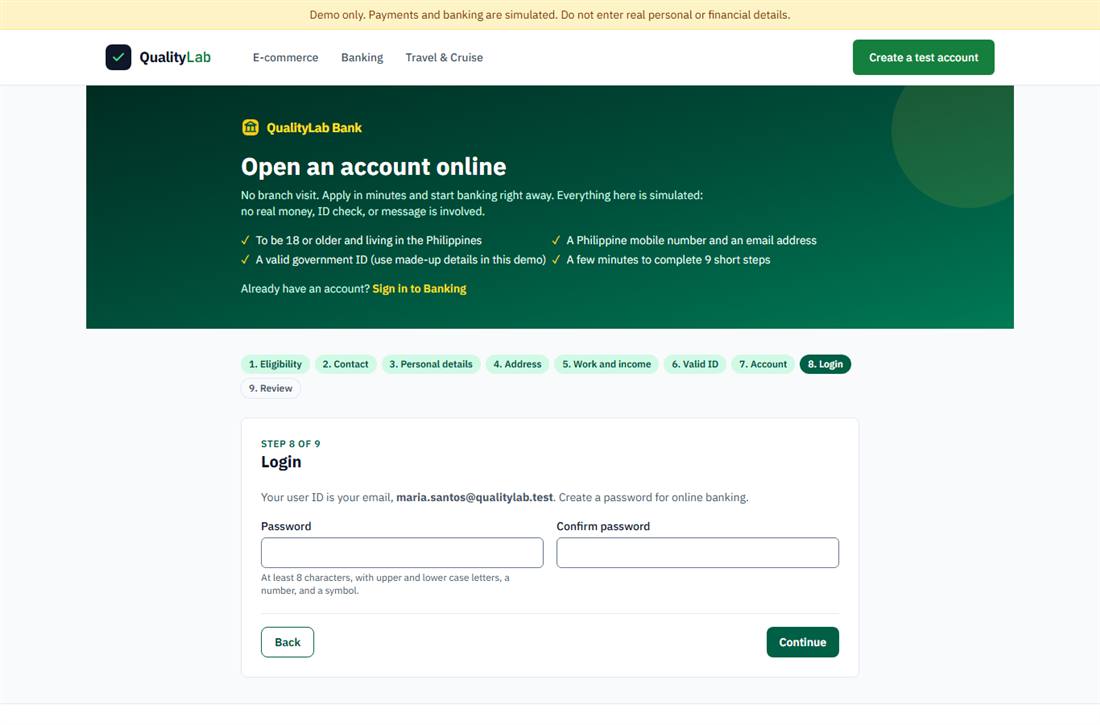 Demo only. Payments and banking are simulated. Do not enter real personal or financial details.
QualityLab
E-commerce
Banking
Travel & Cruise
Create a test account
QualityLab Bank
Open an account online
No branch visit. Apply in minutes and start banking right away. Everything here is simulated:
no real money, ID check, or message is involved.
✓ To be 18 or older and living in the Philippines
✓ A Philippine mobile number and an email address
✓ A valid government ID (use made-up details in this demo)
✓ A few minutes to complete 9 short steps
Already have an account? Sign in to Banking
1. Eligibility
2. Contact
3. Personal details
4. Address
5. Work and income
6. Valid ID
7. Account
8. Login
9. Review
STEP 8 OF 9
Login
Your user ID is your email, maria.santos@qualitylab.test. Create a password for online banking.
Password
Confirm password
At least 8 characters, with upper and lower case letters, a
number, and a symbol.
Back
Continue